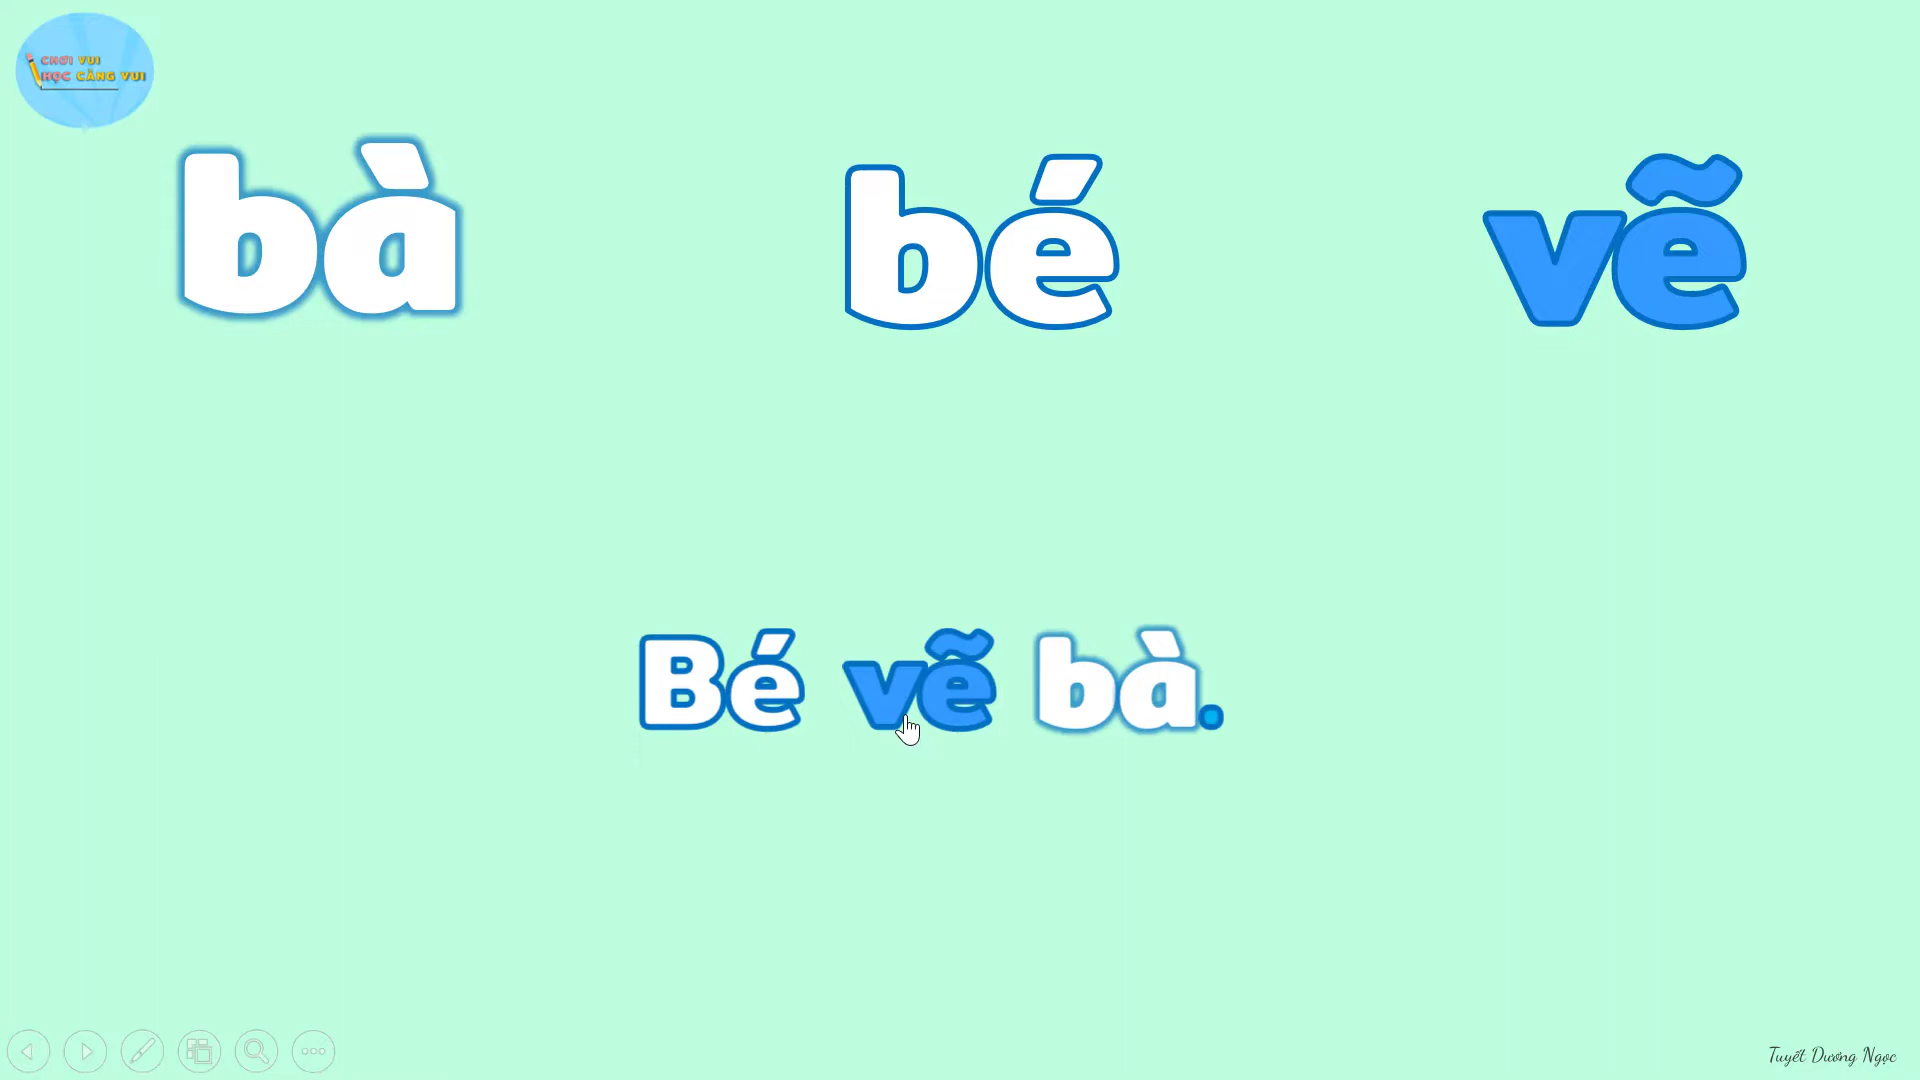 CHƠI VUI
HỌC CÀNG VUI
bà bé vẽ
Bé vẽ bà.
Tuyết Dương Ngọc